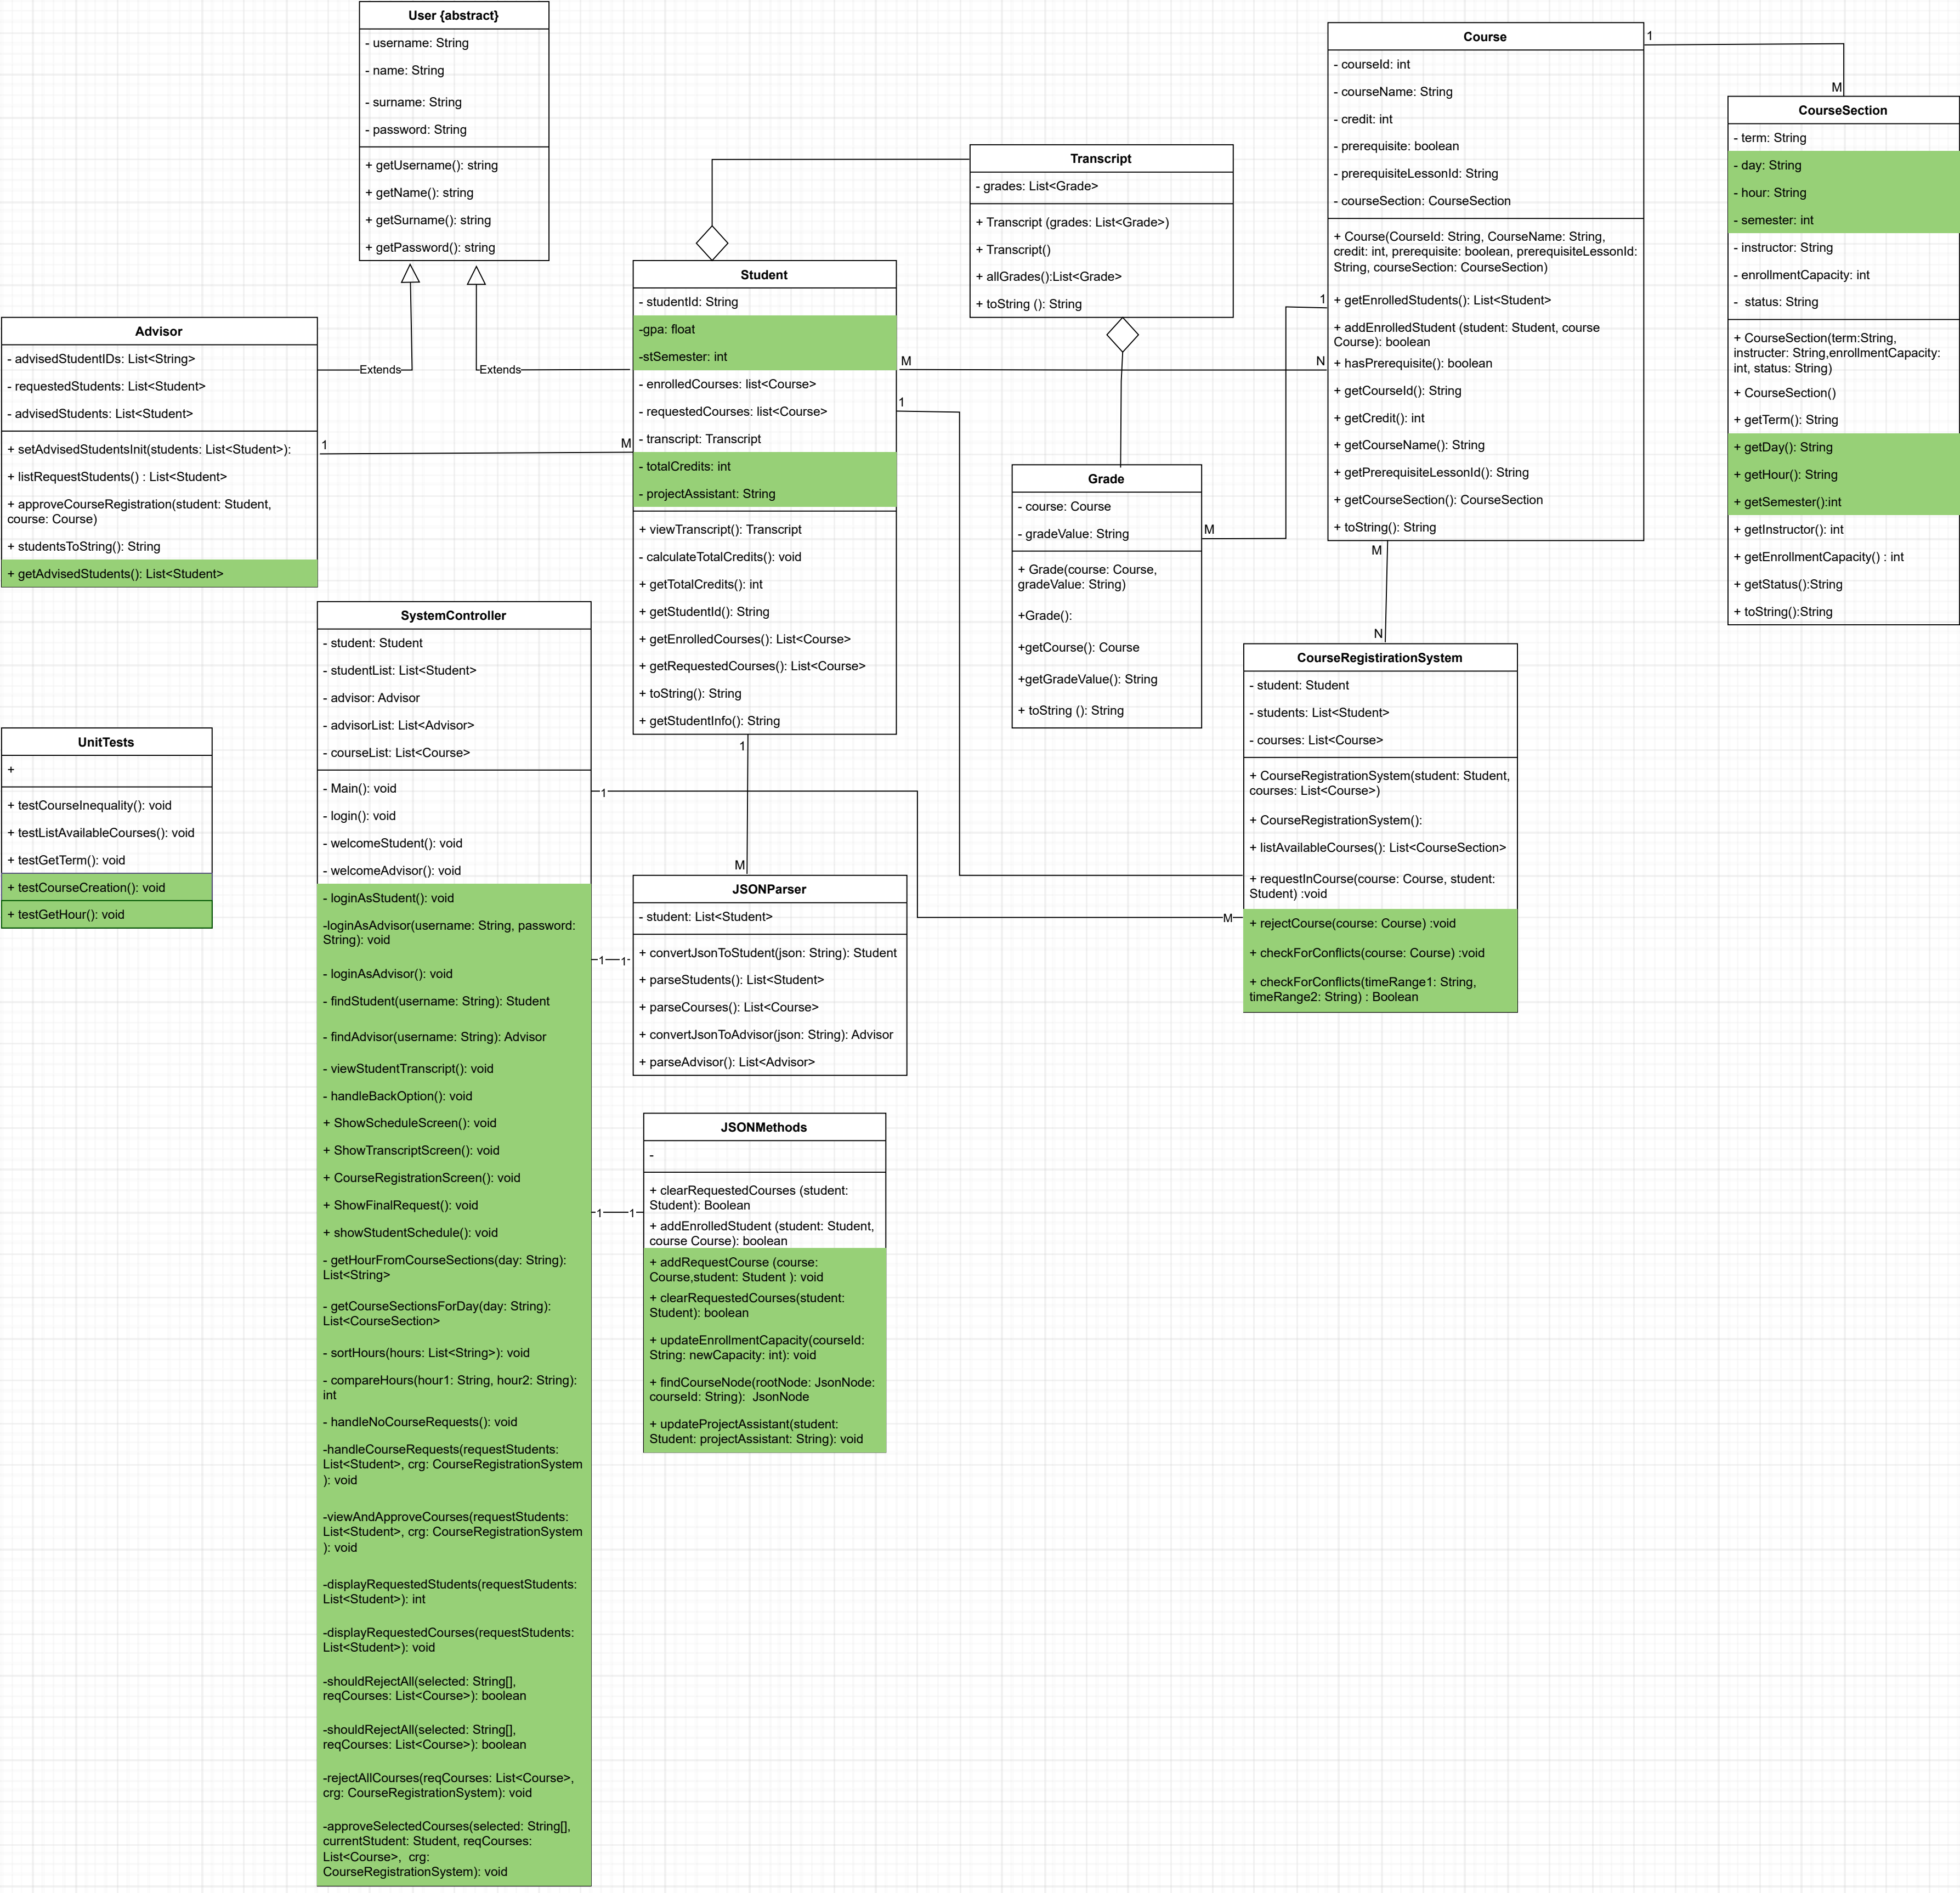 User {abstract}
- username: String
- name: String
- surname: String
- password: String
+ getUsername(): string
+ getName(): string
+ getSurname(): string
+ getPassword(): string
Extends
Extends
Advisor
- advisedStudentIDs: List<String>
- requestedStudents: List<Student>
- advisedStudents: List<Student>
+ setAdvisedStudentsInit(students: List<Student>):
+ listRequestStudents() : List<Student>
+ approveCourseRegistration(student: Student,
course: Course)
+ studentsToString(): String
+ getAdvisedStudents(): List<Student>
1
M
Student
- studentId: String
-gpa: float
-stSemester: int
- enrolledCourses: list<Course>
- requestedCourses: list<Course>
- transcript: Transcript
- totalCredits: int
- projectAssistant: String
+ viewTranscript(): Transcript
- calculateTotalCredits(): void
+ getTotalCredits(): int
+ getStudentId(): String
+ getEnrolledCourses(): List<Course>
+ getRequestedCourses(): List<Course>
+ toString(): String
+ getStudentInfo(): String
M
N
1
1
M
Transcript
- grades: List<Grade>
+ Transcript (grades: List<Grade>)
+ Transcript()
+ allGrades():List<Grade>
+ toString (): String
Grade
- course: Course
- gradeValue: String
+ Grade(course: Course,
gradeValue: String)
+Grade():
+getCourse(): Course
+getGradeValue(): String
+ toString (): String
M
1
Course
- courseId: int
- courseName: String
- credit: int
- prerequisite: boolean
- prerequisiteLessonId: String
- courseSection: CourseSection
+ Course(CourseId: String, CourseName: String,
credit: int, prerequisite: boolean, prerequisiteLessonId:
String, courseSection: CourseSection)
+ getEnrolledStudents(): List<Student>
+ addEnrolledStudent (student: Student, course
Course): boolean
+ hasPrerequisite(): boolean
+ getCourseId(): String
+ getCredit(): int
+ getCourseName(): String
+ getPrerequisiteLessonId(): String
+ getCourseSection(): CourseSection
+ toString(): String
1
M
M
N
CourseSection
- term: String
- day: String
- hour: String
- semester: int
- instructor: String
- enrollmentCapacity: int
- status: String
+ CourseSection(term:String,
instructer: String,enrollmentCapacity:
int, status: String)
+ CourseSection()
+ getTerm(): String
+ getDay(): String
+ getHour(): String
+ getSemester():int
+ getInstructor(): int
+ getEnrollmentCapacity() : int
+ getStatus():String
+ toString():String
CourseRegistirationSystem
- student: Student
- students: List<Student>
- courses: List<Course>
+ CourseRegistrationSystem(student: Student,
courses: List<Course>)
+ CourseRegistrationSystem():
+ listAvailableCourses(): List<CourseSection>
+ requestInCourse(course: Course, student:
Student) :void
+ rejectCourse(course: Course) :void
+ checkForConflicts(course: Course) :void
+ checkForConflicts(timeRange1: String,
timeRange2: String) : Boolean
UnitTests
+
+ testCourseInequality(): void
+ testListAvailableCourses(): void
+ testGetTerm(): void
+ testCourseCreation(): void
+ testGetHour(): void
SystemController
- student: Student
- studentList: List<Student>
- advisor: Advisor
- advisorList: List<Advisor>
- courseList: List<Course>
- Main(): void
- login(): void
- welcomeStudent(): void
- welcomeAdvisor(): void
- loginAsStudent(): void
-loginAsAdvisor(username: String, password:
String): void
- loginAsAdvisor(): void
- findStudent(username: String): Student
- findAdvisor(username: String): Advisor
- viewStudentTranscript(): void
- handleBackOption(): void
+ ShowScheduleScreen(): void
+ ShowTranscriptScreen(): void
+ CourseRegistrationScreen(): void
+ ShowFinalRequest(): void
+ showStudentSchedule(): void
- getHourFromCourseSections(day: String):
List<String>
- getCourseSectionsForDay(day: String):
List<CourseSection>
- sortHours(hours: List<String>): void
- compareHours(hour1: String, hour2: String):
int
- handleNoCourseRequests(): void
-handleCourseRequests(requestStudents:
List<Student>, crg: CourseRegistrationSystem
): void
-viewAndApproveCourses(requestStudents:
List<Student>, crg: CourseRegistrationSystem
): void
-displayRequestedStudents(requestStudents:
List<Student>): int
-displayRequestedCourses(requestStudents:
List<Student>): void
-shouldRejectAll(selected: String[],
reqCourses: List<Course>): boolean
-shouldRejectAll(selected: String[],
reqCourses: List<Course>): boolean
-rejectAllCourses(reqCourses: List<Course>,
crg: CourseRegistrationSystem): void
-approveSelectedCourses(selected: String[],
currentStudent: Student, reqCourses:
List<Course>, crg:
CourseRegistrationSystem): void
1
M
1
1
1
1
JSONParser
- student: List<Student>
+ convertJsonToStudent(json: String): Student
+ parseStudents(): List<Student>
+ parseCourses(): List<Course>
+ convertJsonToAdvisor(json: String): Advisor
+ parseAdvisor(): List<Advisor>
JSONMethods
-
+ clearRequestedCourses (student:
Student): Boolean
+ addEnrolledStudent (student: Student,
course Course): boolean
+ addRequestCourse (course:
Course,student: Student ): void
+ clearRequestedCourses(student:
Student): boolean
+ updateEnrollmentCapacity(courseId:
String: newCapacity: int): void
+ findCourseNode(rootNode: JsonNode:
courseId: String): JsonNode
+ updateProjectAssistant(student:
Student: projectAssistant: String): void